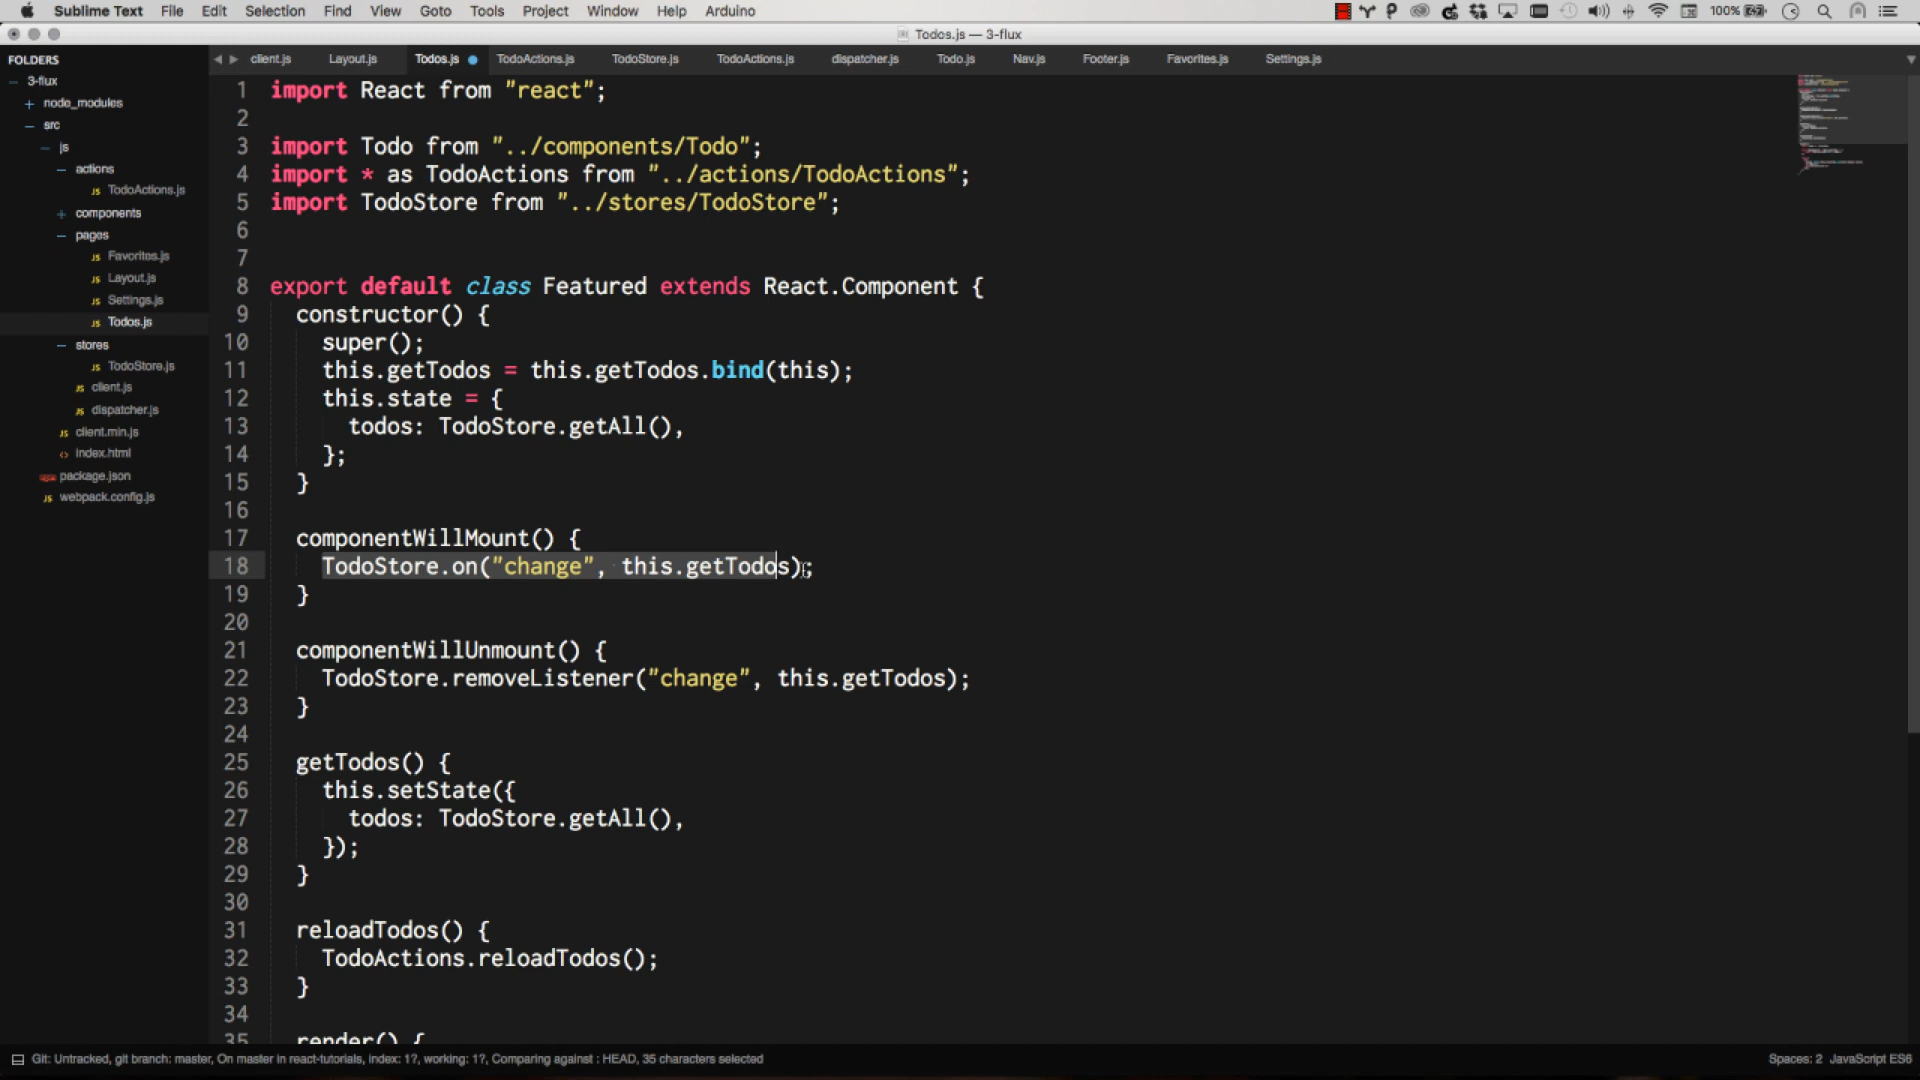 Sublime Text File Edit Selection Find View Goto Tools Project Window Help Arduino 100%
Todos.js — 3-flux
FOLDERS
3-flux
node_modules
src
js
actions
TodoActions.js
components
pages
Favorites.js
Layout.js
Settings.js
Todos.js
stores
TodoStore.js
client.js
dispatcher.js
client.min.js
index.html
package.json
webpack.config.js
client.js Layout.js Todos.js TodoActions.js TodoStore.js TodoActions.js dispatcher.js Todo.js Nav.js Footer.js Favorites.js Settings.js
1 import React from "react";
2
3 import Todo from "../components/Todo";
4 import * as TodoActions from "../actions/TodoActions";
5 import TodoStore from "../stores/TodoStore";
6
7
8 export default class Featured extends React.Component {
9 constructor() {
10 super();
11 this.getTodos = this.getTodos.bind(this);
12 this.state = {
13 todos: TodoStore.getAll(),
14 };
15 }
16
17 componentWillMount() {
18 TodoStore.on("change", this.getTodos);
19 }
20
21 componentWillUnmount() {
22 TodoStore.removeListener("change", this.getTodos);
23 }
24
25 getTodos() {
26 this.setState({
27 todos: TodoStore.getAll(),
28 });
29 }
30
31 reloadTodos() {
32 TodoActions.reloadTodos();
33 }
34
35 render() {
Git: Untracked, git branch: master, On master in react-tutorials, index: 1?, working: 1?, Comparing against : HEAD, 35 characters selected
Spaces: 2 JavaScript ES6